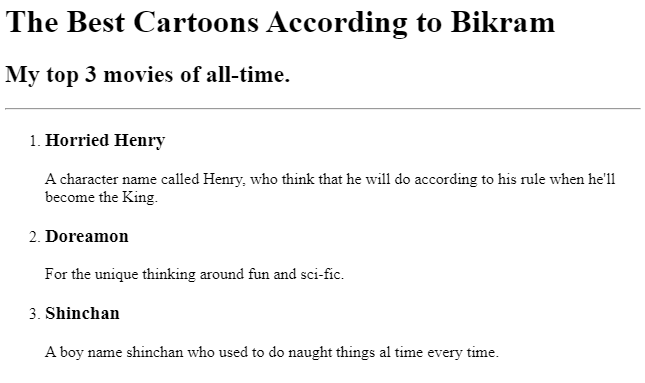 The Best Cartoons According to Bikram
My top 3 movies of all-time.
1. Horried Henry
A character name called Henry, who think that he will do according to his rule when he'll
become the King.
2. Doreamon
For the unique thinking around fun and sci-fic.
3. Shinchan
A boy name shinchan who used to do naught things al time every time.